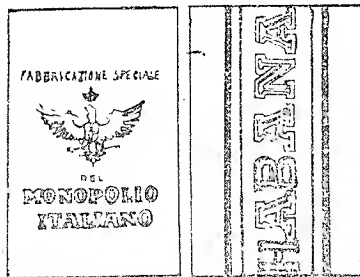 FABBRICAZIONE SPECIALE
DEL
MONOPOLIO
ITALIANO
HABANA